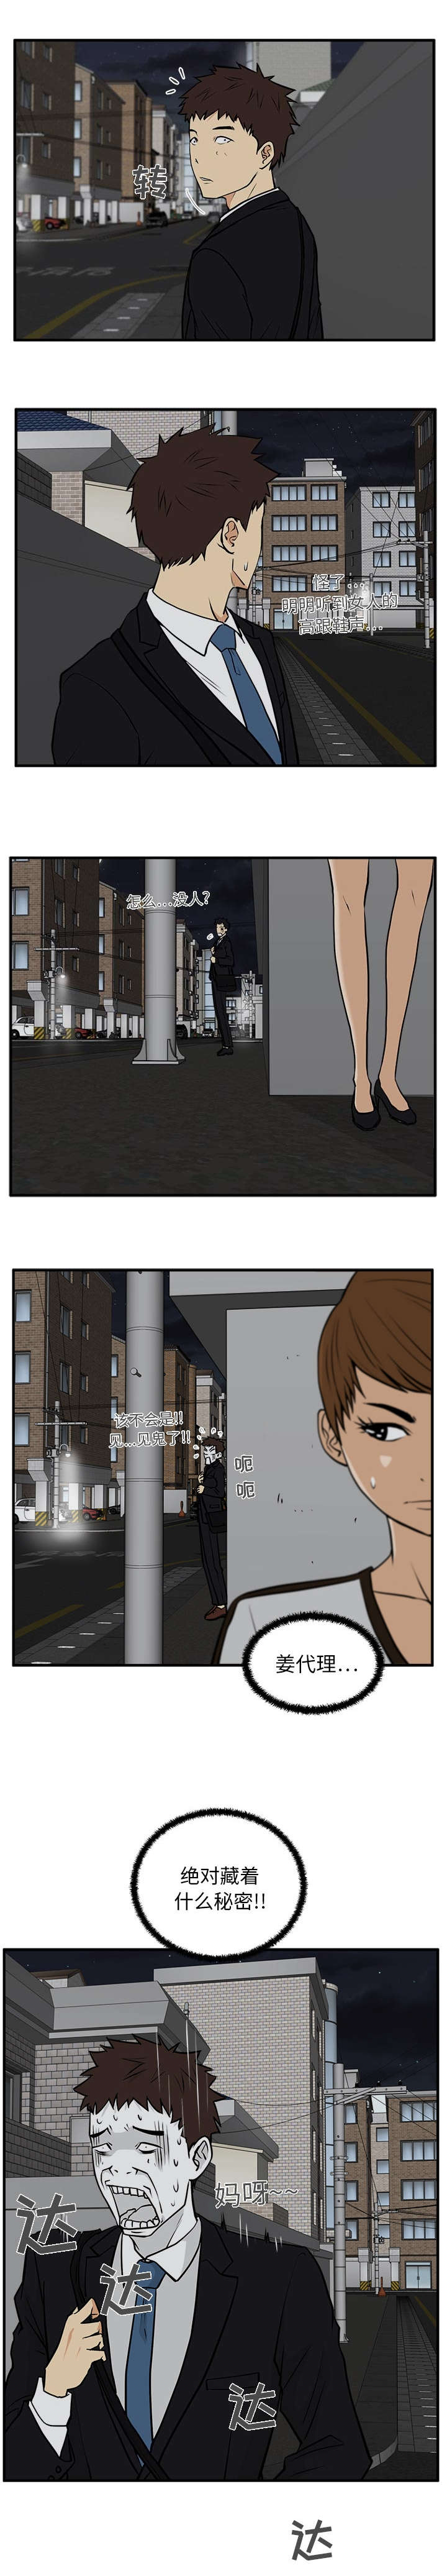 转
怪了...
明明听到女人的
高跟鞋声...
怎么...没人?
该不会是!!
见...见鬼了!!
呃
呃
姜代理...
绝对藏着
什么秘密!!
妈呀~~
达
达
达
达